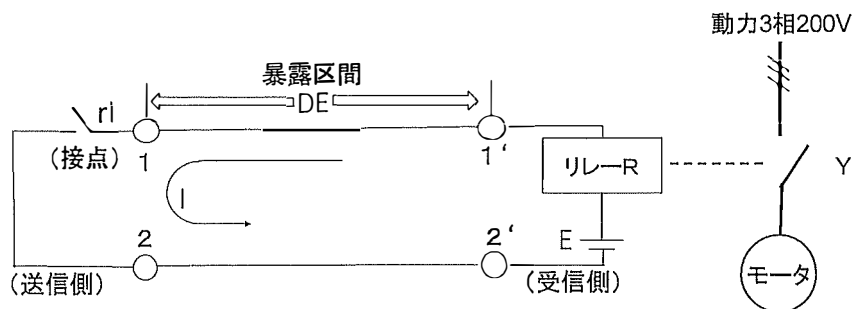 動力3相200V
暴露区間
DE
ri
(接点)
1
1'
リレーR
Y
I
2
2'
E
(送信側)
(受信側)
モータ